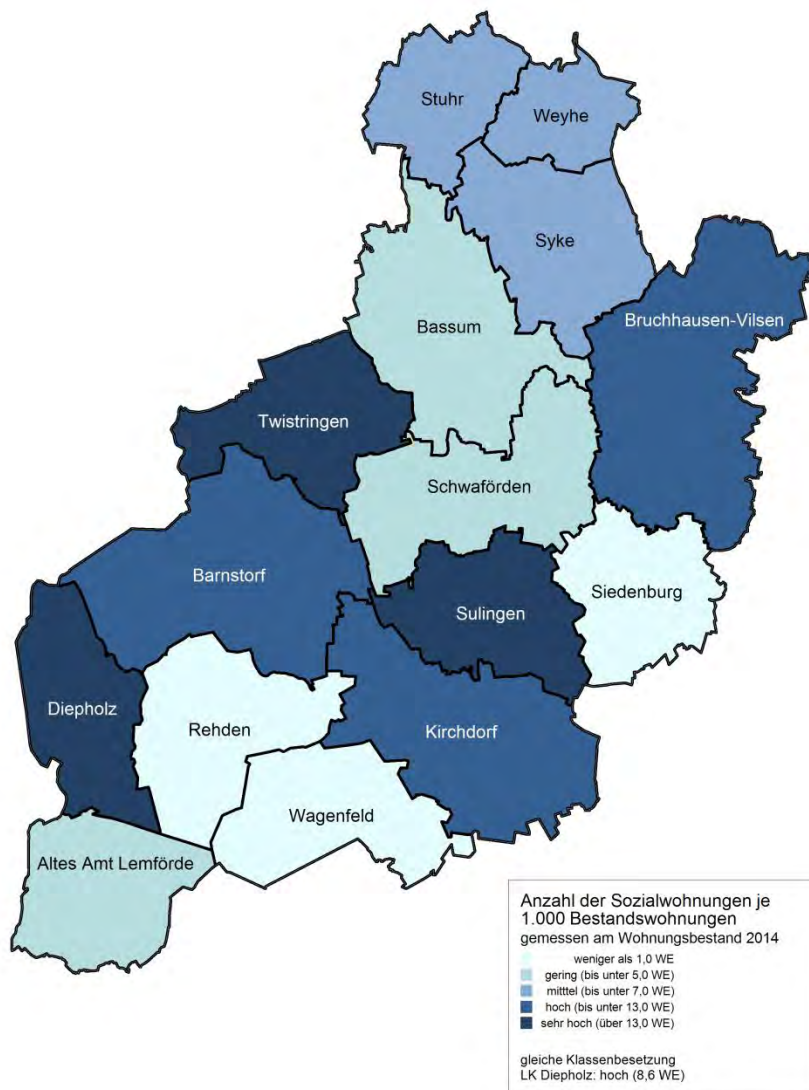 Stuhr
Weyhe
Syke
Bruchhausen-Vilsen
Bassum
Twistringen
Schwaförden
Barnstorf
Siedenburg
Sulingen
Diepholz
Rehden
Kirchdorf
Wagenfeld
Altes Amt Lemförde
Anzahl der Sozialwohnungen je
1.000 Bestandswohnungen
gemessen am Wohnungsbestand 2014
weniger als 1,0 WE
gering (bis unter 5,0 WE)
mitttel (bis unter 7,0 WE)
hoch (bis unter 13,0 WE)
sehr hoch (über 13,0 WE)
gleiche Klassenbesetzung
LK Diepholz: hoch (8,6 WE)